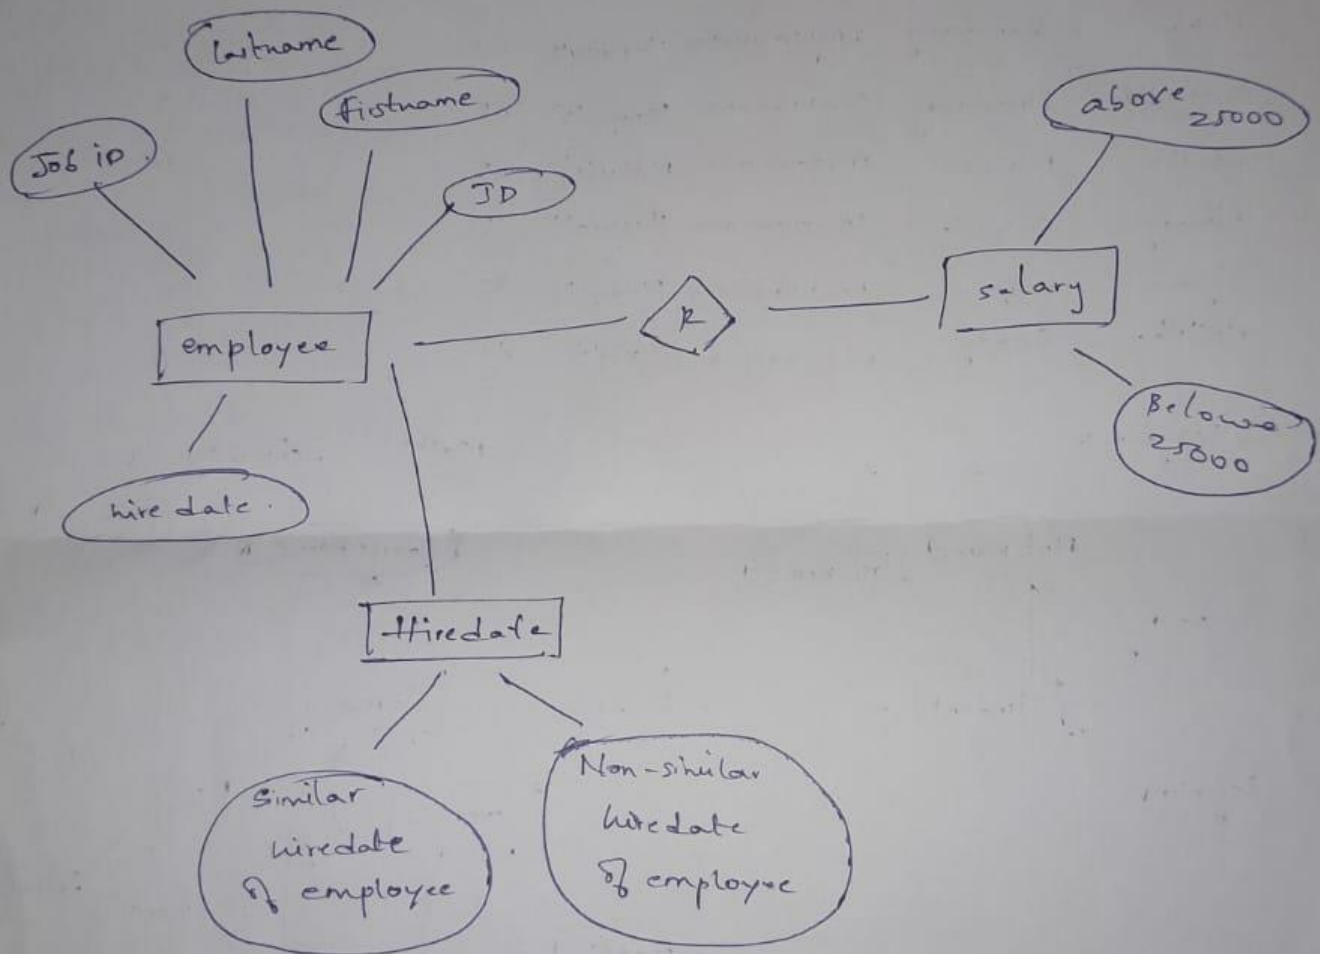 lastname
firstname
Job iD
ID
above
25000
salary
R
employee
Belowe
25000
hire date.
Hiredate
Similar
hiredate
of employee
Non-similar
hiredate
of employee